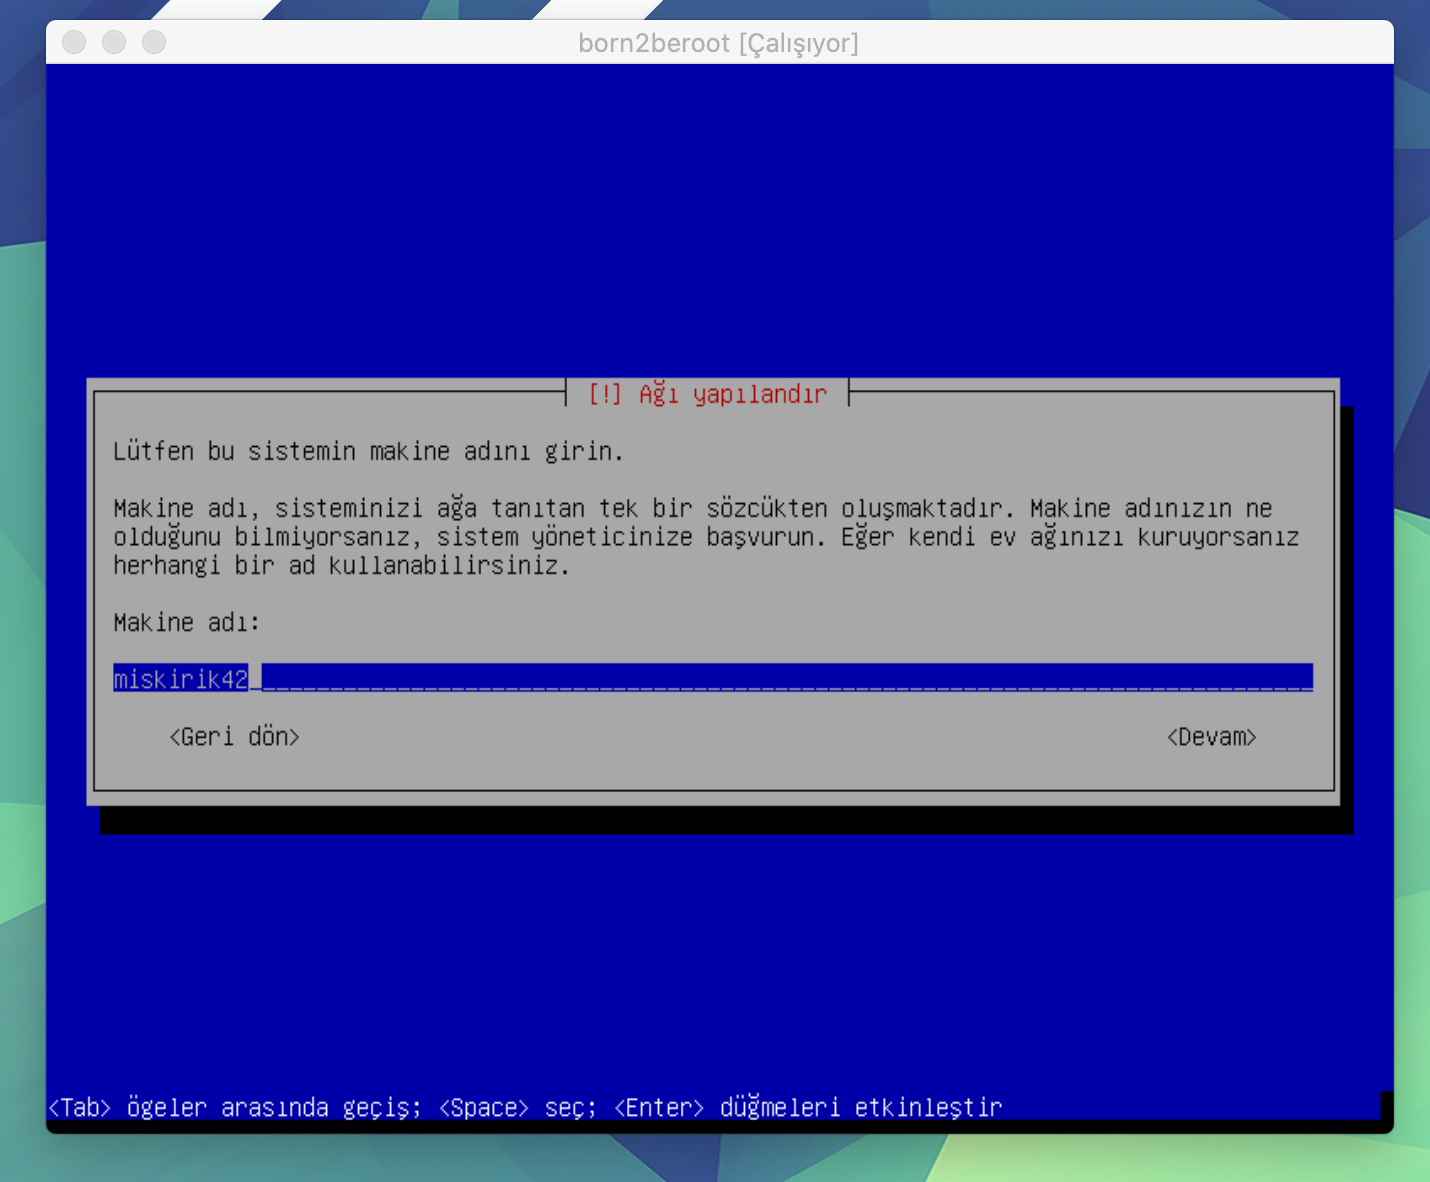 born2beroot [Çalışıyor]
[!] Ağı yapılandır
Lütfen bu sistemin makine adını girin.
Makine adı, sisteminizi ağa tanıtan tek bir sözcükten oluşmaktadır. Makine adınızın ne
olduğunu bilmiyorsanız, sistem yöneticinize başvurun. Eğer kendi ev ağınızı kuruyorsanız
herhangi bir ad kullanabilirsiniz.
Makine adı:
miskirik42
<Geri dön> <Devam>
<Tab> ögeler arasında geçiş; <Space> seç; <Enter> düğmeleri etkinleştir